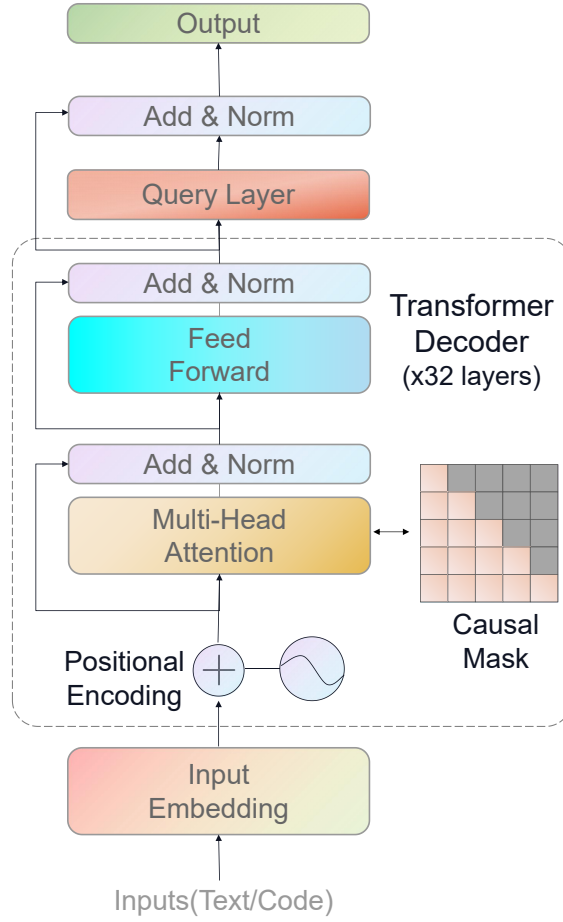 Output
Add & Norm
Query Layer
Add & Norm
Feed
Forward
Transformer
Decoder
(x32 layers)
Add & Norm
Multi-Head
Attention
Causal
Mask
Positional
Encoding
Input
Embedding
Inputs(Text/Code)